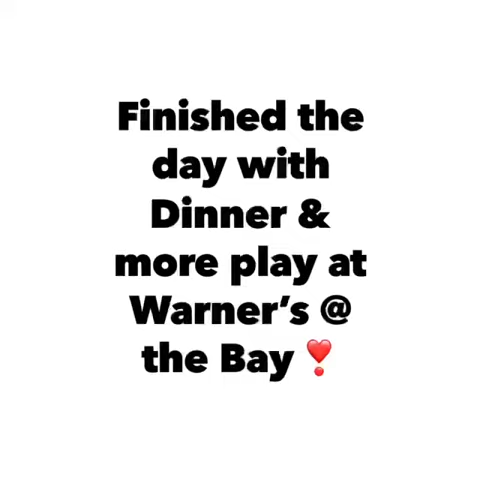 Finished the
day with
Dinner &
more play at
Warner’s @
the Bay ❣️